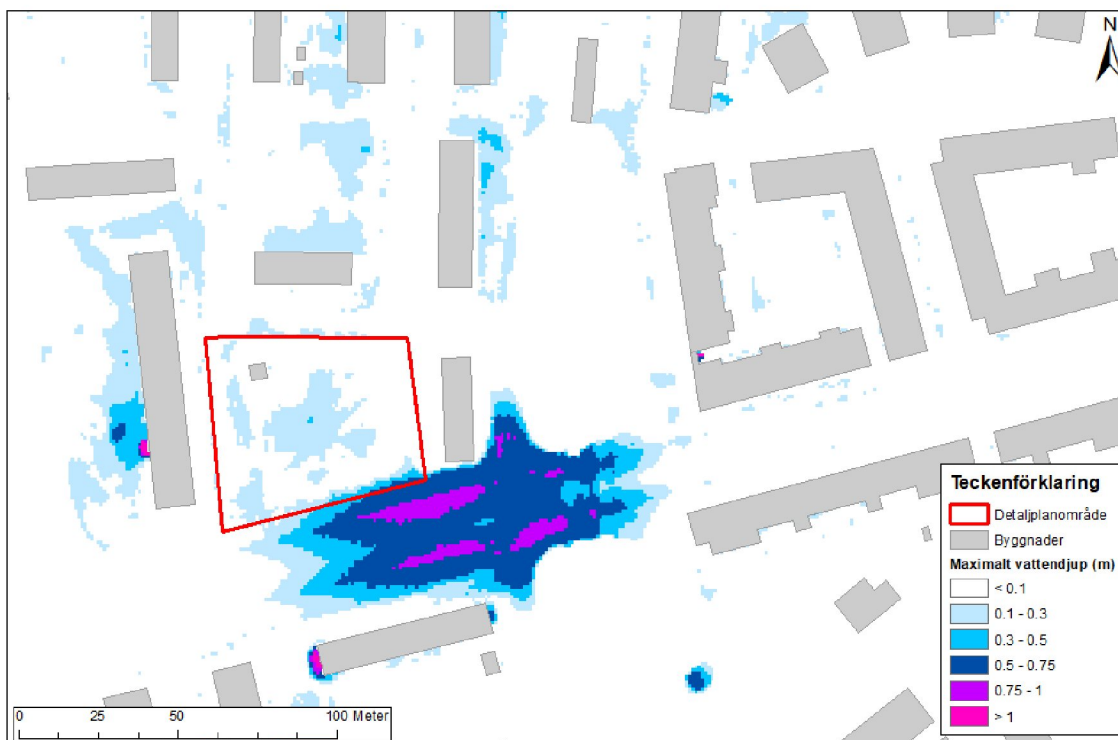 N
Teckenförklaring
Detaljplanområde
Byggnader
Maximalt vattendjup (m)
< 0.1
0.1 - 0.3
0.3 - 0.5
0.5 - 0.75
0.75 - 1
> 1
0 25 50 100 Meter